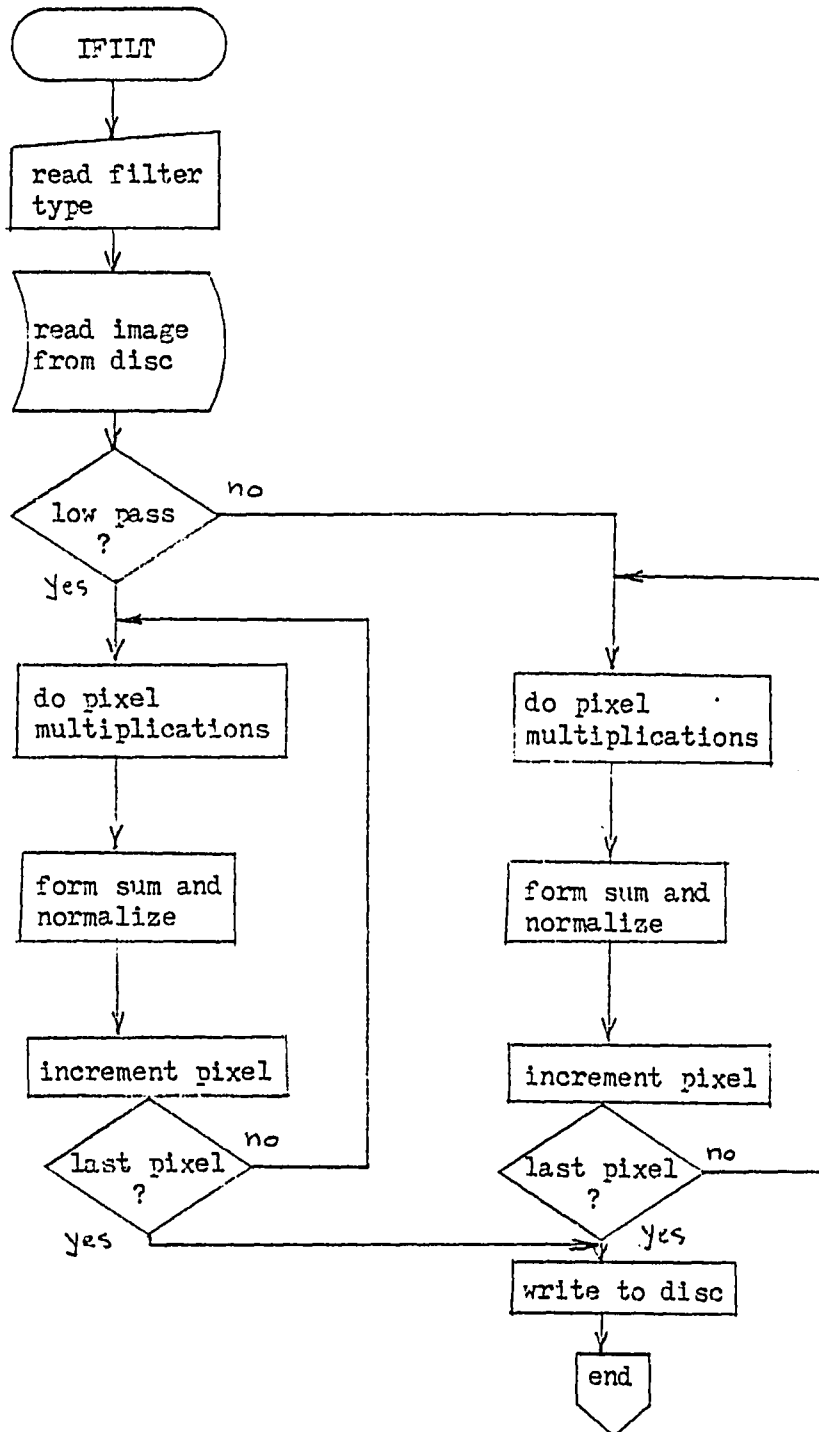 IFILT
read filter
type
read image
from disc
low pass
?
no
yes
do pixel
multiplications
form sum and
normalize
increment pixel
last pixel
?
no
yes
do pixel
multiplications
form sum and
normalize
increment pixel
last pixel
?
no
yes
write to disc
end